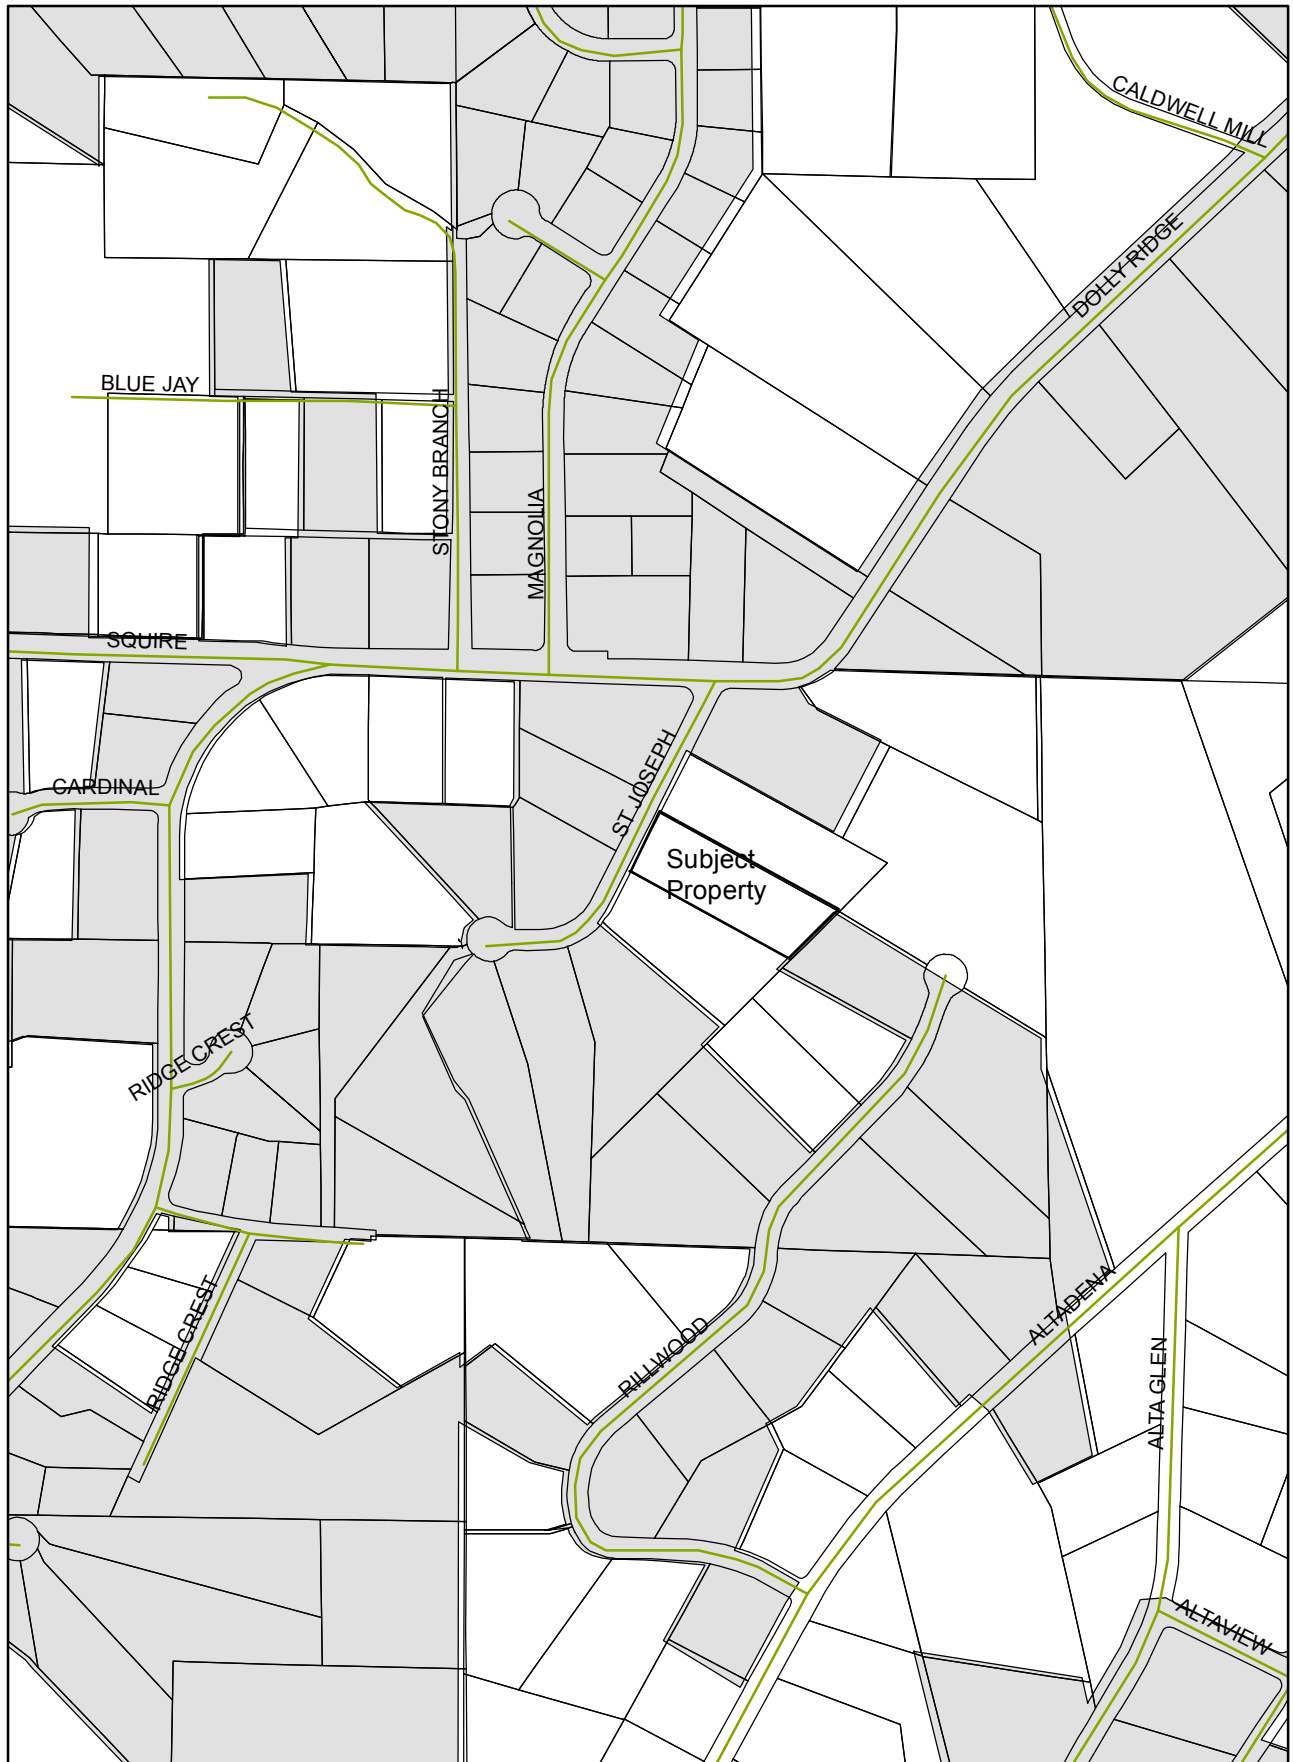 CALDWELL MILL
DOLLY RIDGE
BLUE JAY
STONY BRANCH
MAGNOLIA
SQUIRE
ST JOSEPH
CARDINAL
Subject
Property
RIDGE CREST
RIDGE CREST
RILLWOOD
ALTADENA
ALTA GLEN
ALTAVIEW